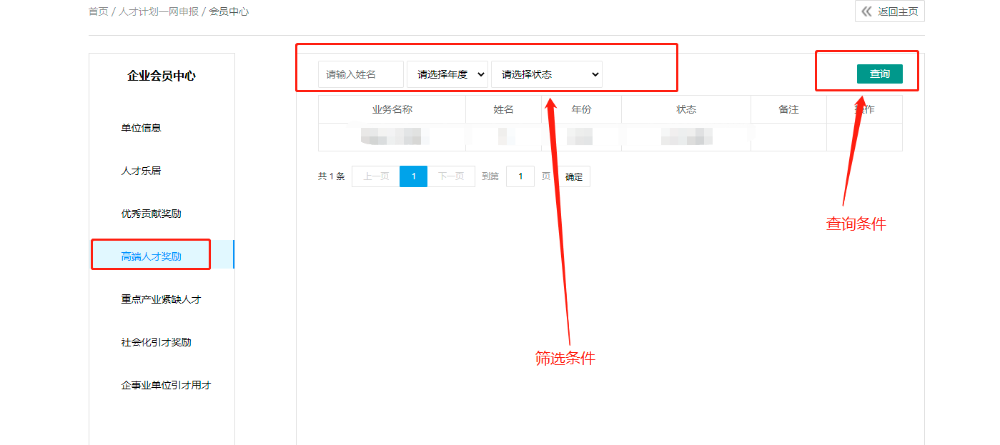 首页 / 人才计划一网申报 / 会员中心
返回主页
企业会员中心
单位信息
人才乐居
优秀贡献奖励
高端人才奖励
重点产业紧缺人才
社会化引才奖励
企事业单位引才用才
请输入姓名 请选择年度 请选择状态 查询
业务名称 姓名 年份 状态 备注 操作
共 1 条 上一页 1 下一页 到第 1 页 确定
查询条件
筛选条件